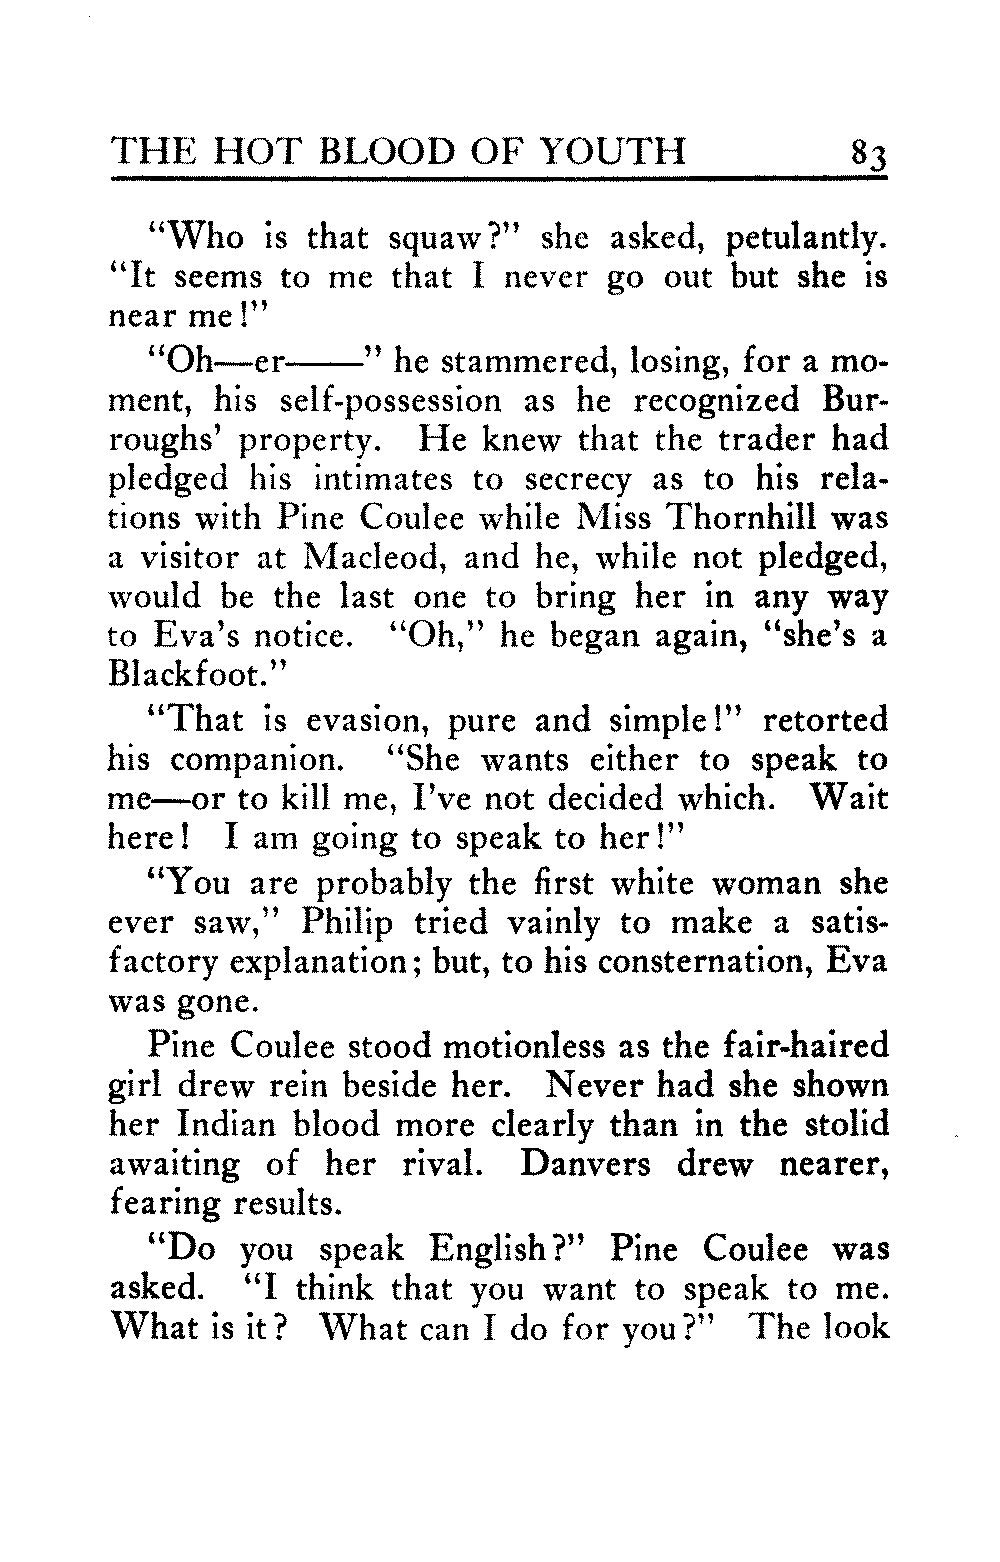 THE HOT BLOOD OF YOUTH 83
“Who is that squaw?” she asked, petulantly.
“It seems to me that I never go out but she is
near me!”
“Oh—er——” he stammered, losing, for a mo-
ment, his self-possession as he recognized Bur-
roughs’ property. He knew that the trader had
pledged his intimates to secrecy as to his rela-
tions with Pine Coulee while Miss Thornhill was
a visitor at Macleod, and he, while not pledged,
would be the last one to bring her in any way
to Eva’s notice. “Oh,” he began again, “she’s a
Blackfoot.”
“That is evasion, pure and simple!” retorted
his companion. “She wants either to speak to
me—or to kill me, I’ve not decided which. Wait
here! I am going to speak to her!”
“You are probably the first white woman she
ever saw,” Philip tried vainly to make a satis-
factory explanation; but, to his consternation, Eva
was gone.
Pine Coulee stood motionless as the fair-haired
girl drew rein beside her. Never had she shown
her Indian blood more clearly than in the stolid
awaiting of her rival. Danvers drew nearer,
fearing results.
“Do you speak English?” Pine Coulee was
asked. “I think that you want to speak to me.
What is it? What can I do for you?” The look